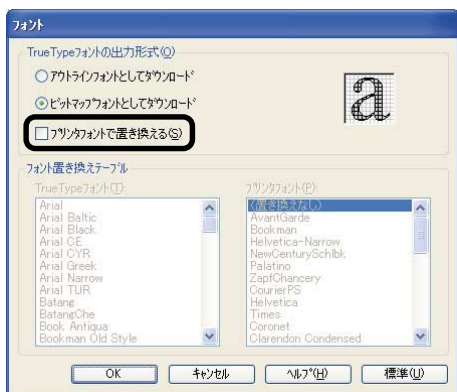 フォント
TrueTypeフォントの出力形式(O)
アウトラインフォントとしてダウンロード
ビットマップフォントとしてダウンロード
プリンタフォントで置き換える(S)
a
フォント置き換えテーブル
TrueTypeフォント(T):
Arial
Arial Baltic
Arial Black
Arial CE
Arial CYR
Arial Greek
Arial Narrow
Arial TUR
Batang
BatangChe
Book Antiqua
Bookman Old Style
プリンタフォント(P):
(置き換えなし)
AvantGarde
Bookman
Helvetica-Narrow
NewCenturySchlbk
Palatino
ZapfChancery
CourierPS
Helvetica
Times
Coronet
Clarendon Condensed
OK キャンセル ヘルプ(H) 標準(U)